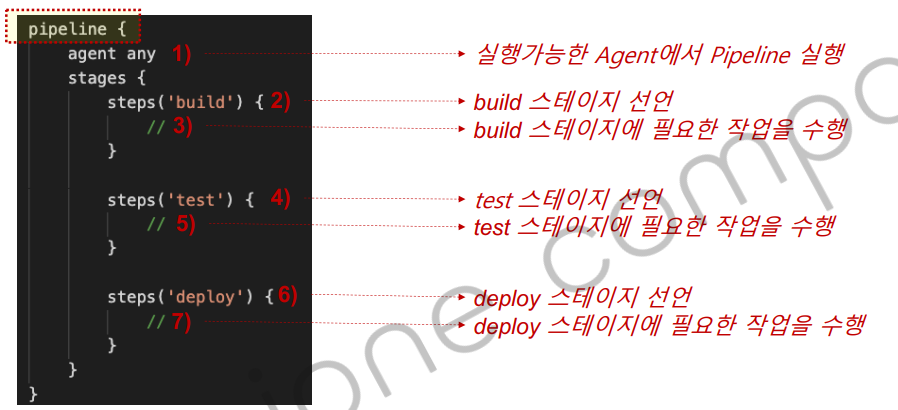 pipeline {
agent any 1) 실행가능한 Agent에서 Pipeline 실행
stages {
steps('build') { 2) build 스테이지 선언
// 3) build 스테이지에 필요한 작업을 수행
}
steps('test') { 4) test 스테이지 선언
// 5) test 스테이지에 필요한 작업을 수행
}
steps('deploy') { 6) deploy 스테이지 선언
// 7) deploy 스테이지에 필요한 작업을 수행
}
}
}
ione compo